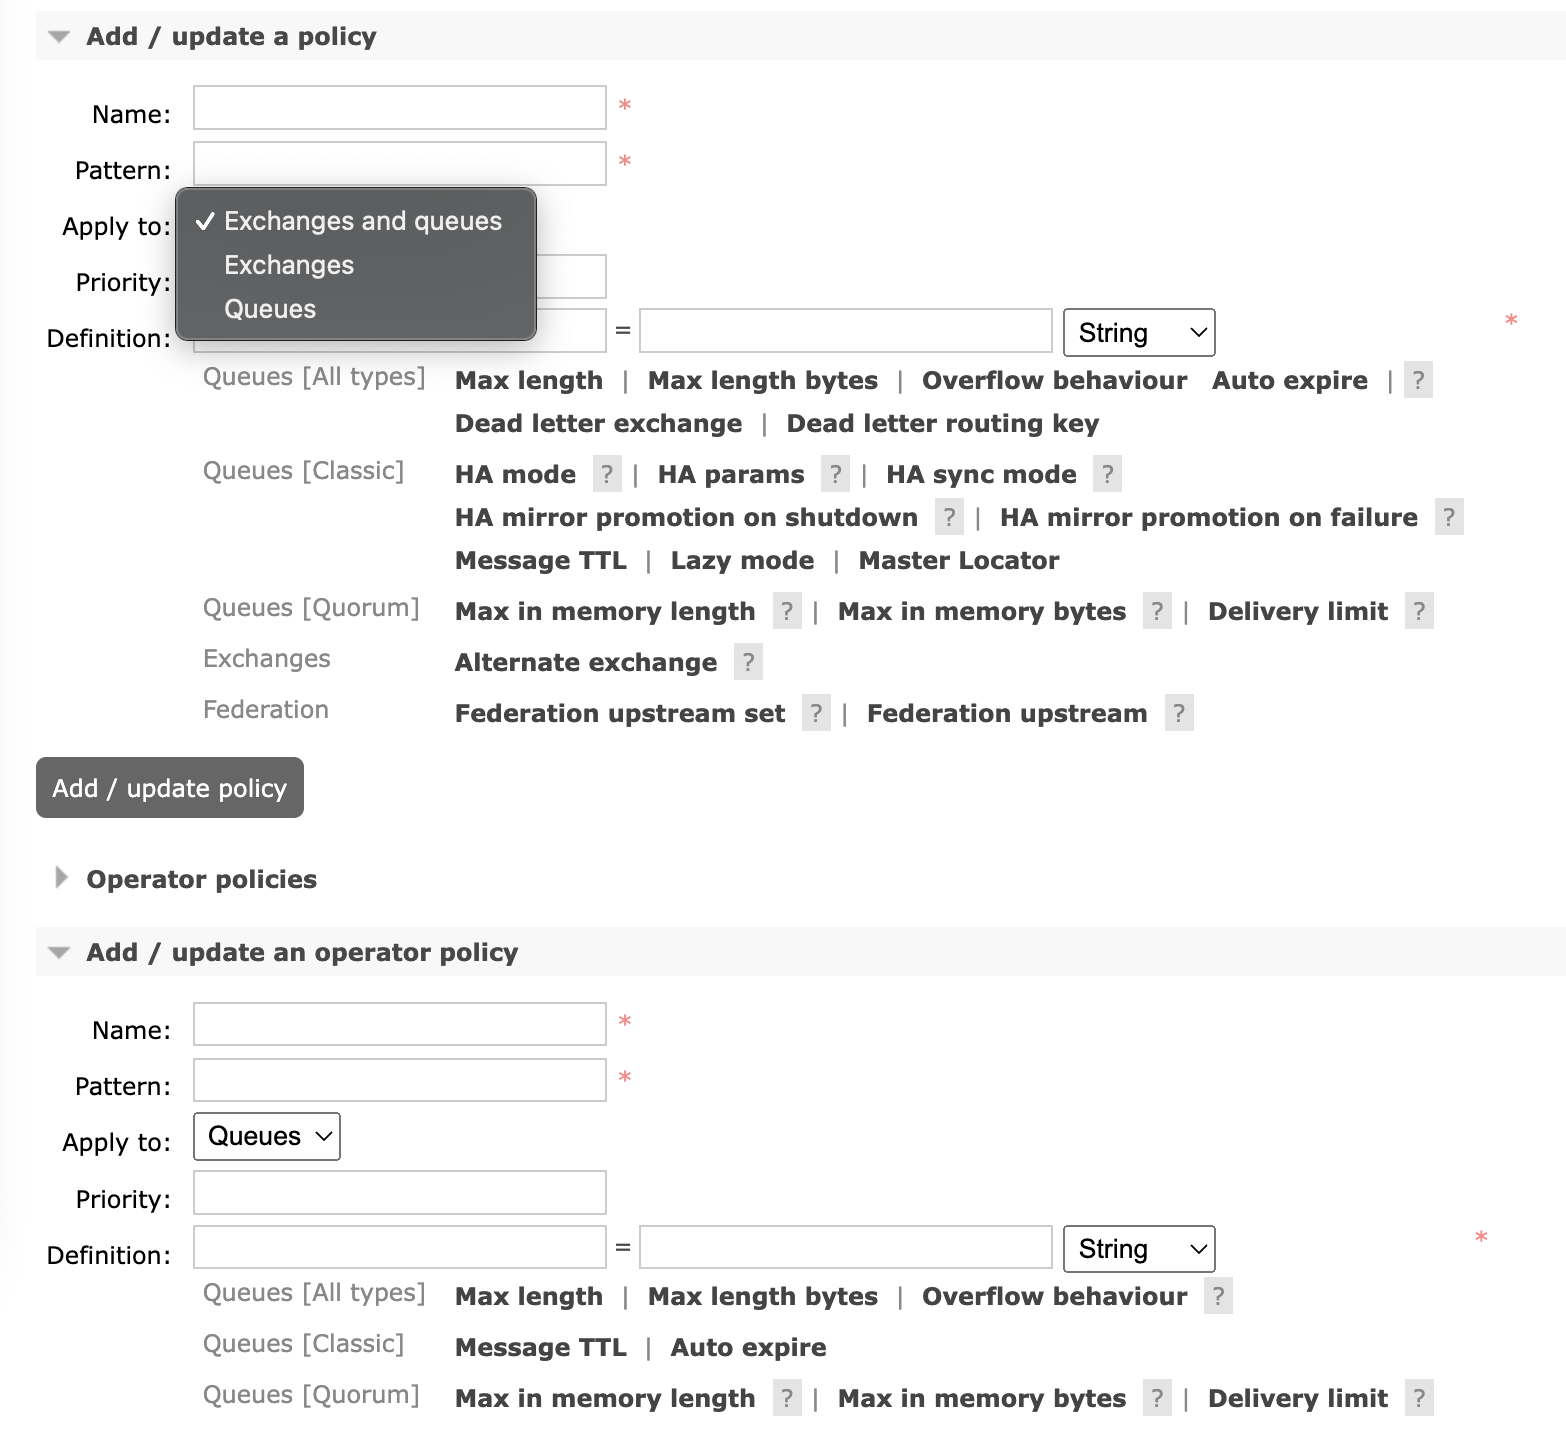 Add / update a policy
Name: *
Pattern: *
Apply to: ✓ Exchanges and queues
Exchanges
Priority:
Queues
Definition: = String *
Queues [All types] Max length | Max length bytes | Overflow behaviour Auto expire | ?
Dead letter exchange | Dead letter routing key
Queues [Classic] HA mode ? | HA params ? | HA sync mode ?
HA mirror promotion on shutdown ? | HA mirror promotion on failure ?
Message TTL | Lazy mode | Master Locator
Queues [Quorum] Max in memory length ? | Max in memory bytes ? | Delivery limit ?
Exchanges Alternate exchange ?
Federation Federation upstream set ? | Federation upstream ?
Add / update policy
Operator policies
Add / update an operator policy
Name: *
Pattern: *
Apply to: Queues
Priority:
Definition: = String *
Queues [All types] Max length | Max length bytes | Overflow behaviour ?
Queues [Classic] Message TTL | Auto expire
Queues [Quorum] Max in memory length ? | Max in memory bytes ? | Delivery limit ?